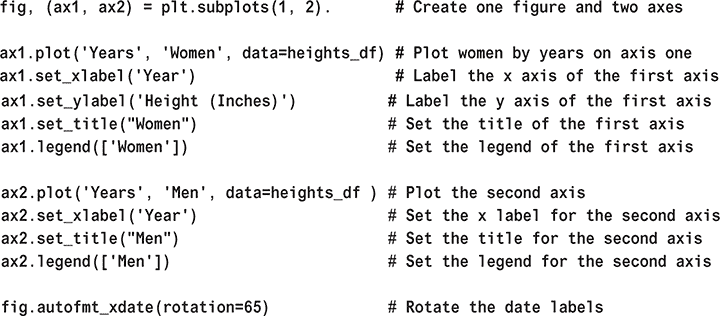 fig, (ax1, ax2) = plt.subplots(1, 2). # Create one figure and two axes
ax1.plot('Years', 'Women', data=heights_df) # Plot women by years on axis one
ax1.set_xlabel('Year') # Label the x axis of the first axis
ax1.set_ylabel('Height (Inches)') # Label the y axis of the first axis
ax1.set_title("Women") # Set the title of the first axis
ax1.legend(['Women']) # Set the legend of the first axis
ax2.plot('Years', 'Men', data=heights_df ) # Plot the second axis
ax2.set_xlabel('Year') # Set the x label for the second axis
ax2.set_title("Men") # Set the title for the second axis
ax2.legend(['Men']) # Set the legend for the second axis
fig.autofmt_xdate(rotation=65) # Rotate the date labels